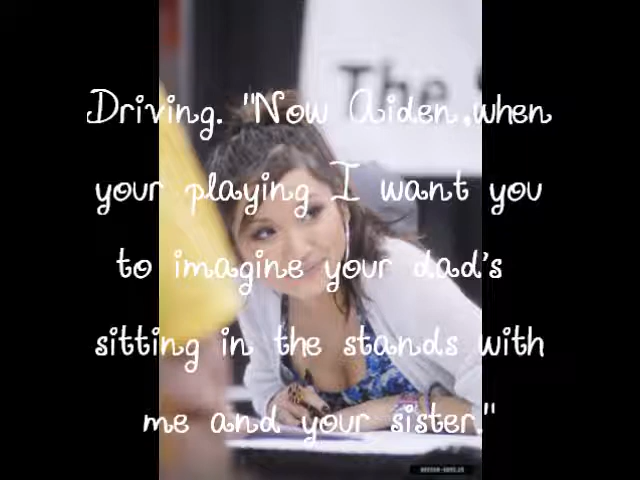 The
Driving. "Now Aiden,when
your playing I want you
to imagine your dad's
sitting in the stands with
me and your sister."